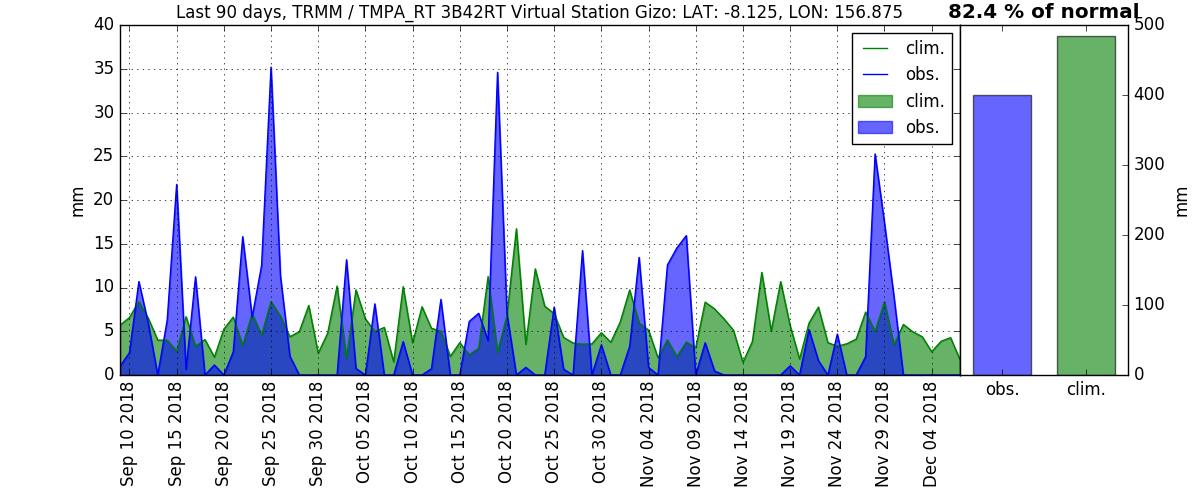 Last 90 days, TRMM / TMPA_RT 3B42RT Virtual Station Gizo: LAT: -8.125, LON: 156.875
82.4 % of normal
40
35
30
25
20
15
10
5
0
mm
clim.
obs.
clim.
obs.
Sep 10 2018
Sep 15 2018
Sep 20 2018
Sep 25 2018
Sep 30 2018
Oct 05 2018
Oct 10 2018
Oct 15 2018
Oct 20 2018
Oct 25 2018
Oct 30 2018
Nov 04 2018
Nov 09 2018
Nov 14 2018
Nov 19 2018
Nov 24 2018
Nov 29 2018
Dec 04 2018
obs.
clim.
500
400
300
200
100
0
mm